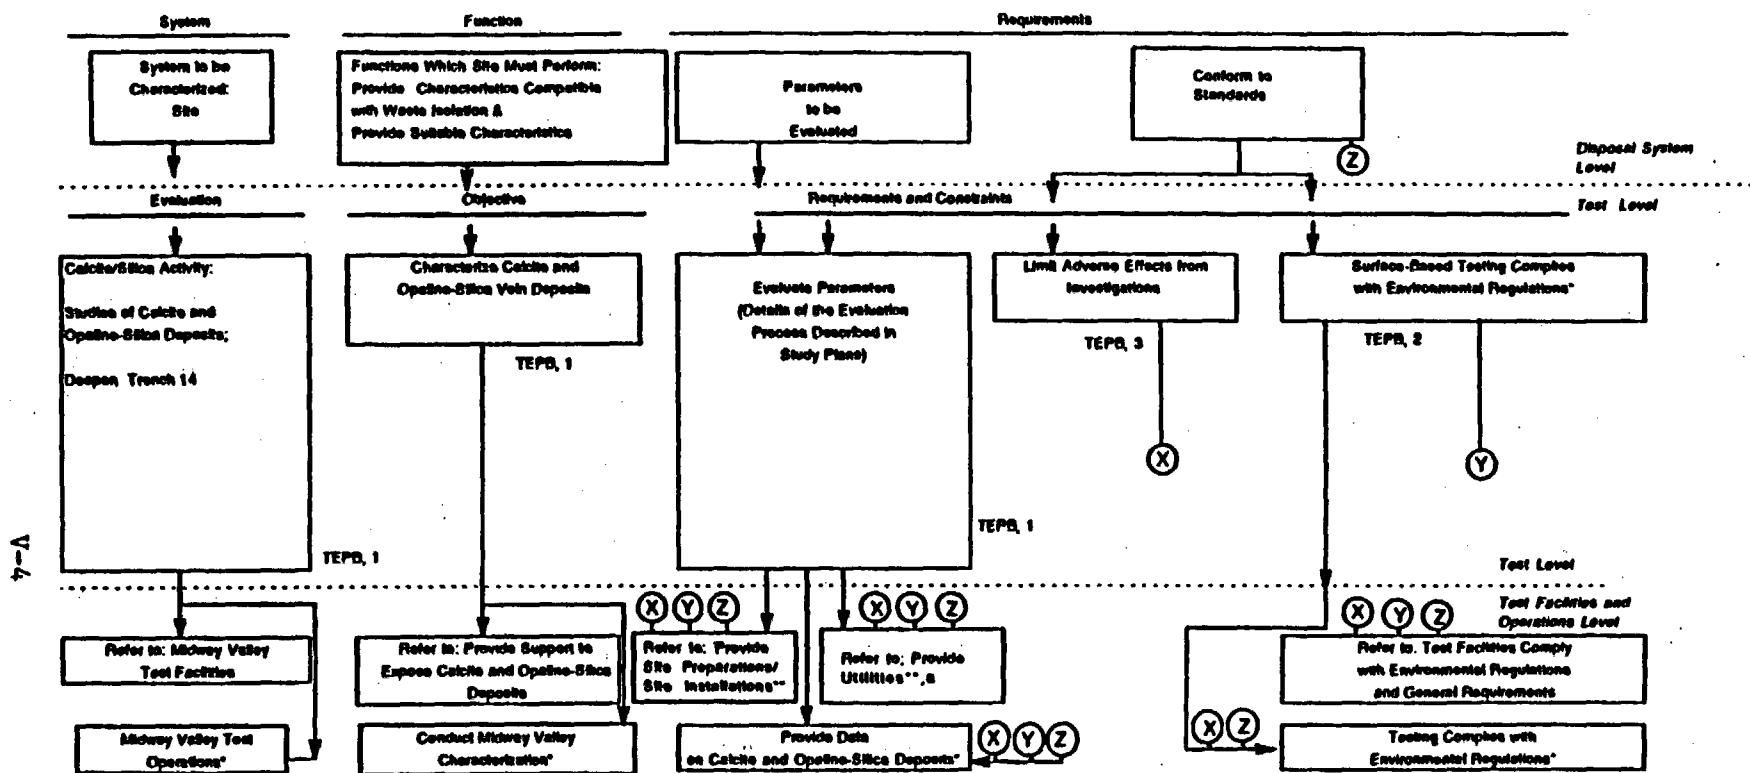 System
Function
Requirements
System to be
Characterized:
Site
Functions Which Site Must Perform:
Provide Characteristics Compatible
with Waste Isolation &
Provide Suitable Characteristics
Parameters
to be
Evaluated
Conform to
Standards
Z
Disposal System
Level
Evaluation
Objective
Requirements and Constraints
Test Level
Calcite/Silica Activity:
Studies of Calcite and
Opaline-Silica Deposits;
Deepen Trench 14
TEPB, 1
Characterize Calcite and
Opaline-Silica Vein Deposits
TEPB, 1
Evaluate Parameters
(Details of the Evaluation
Process Described in
Study Plans)
TEPB, 1
Limit Adverse Effects from
Investigations
TEPB, 3
X
Surface-Based Testing Complies
with Environmental Regulations*
TEPB, 2
Y
V-4
Test Level
Test Facilities and
Operations Level
Refer to: Midway Valley
Test Facilities
Midway Valley Test
Operations*
Refer to: Provide Support to
Expose Calcite and Opaline-Silica
Deposits
Conduct Midway Valley
Characterization*
X Y Z
Refer to: Provide
Site Preparations/
Site Installations**
X Y Z
Refer to: Provide
Utilities**,a
Provide Data
on Calcite and Opaline-Silica Deposits*
X Y Z
X Y Z
Refer to. Test Facilities Comply
with Environmental Regulations
and General Requirements
X Z
Testing Complies with
Environmental Regulations*